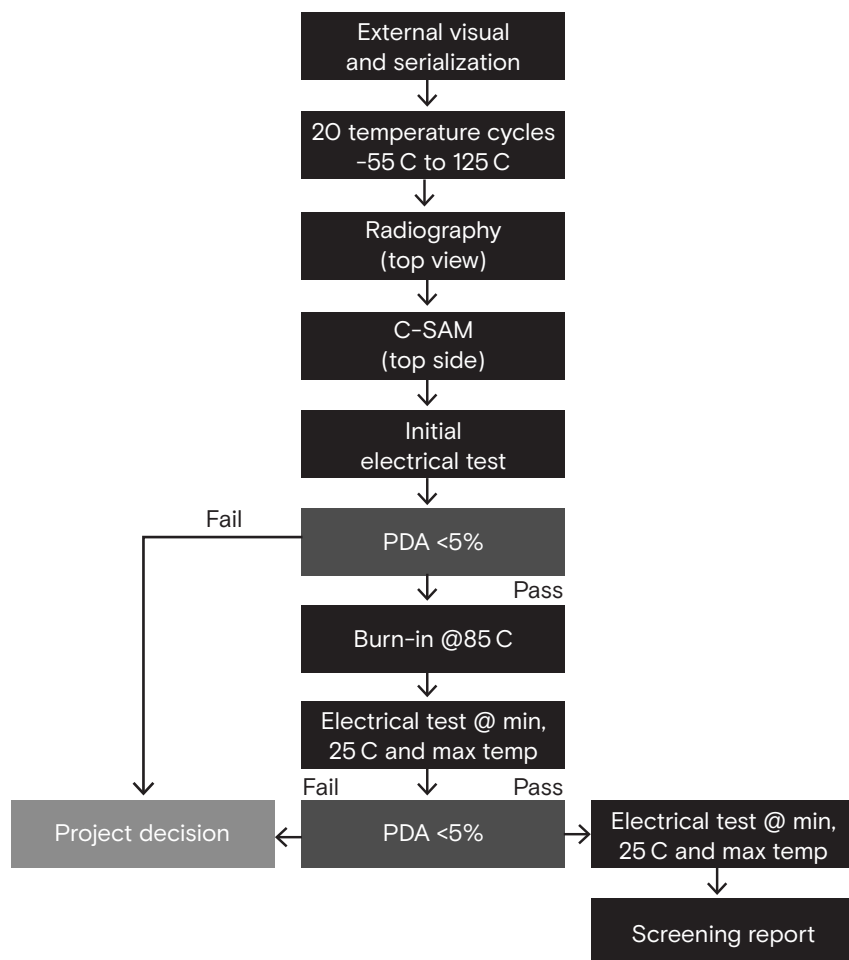 External visual
and serialization
20 temperature cycles
-55 C to 125 C
Radiography
(top view)
C-SAM
(top side)
Initial
electrical test
Fail
PDA <5%
Pass
Burn-in @85 C
Electrical test @ min,
25 C and max temp
Fail
Pass
Project decision
PDA <5%
Electrical test @ min,
25 C and max temp
Screening report